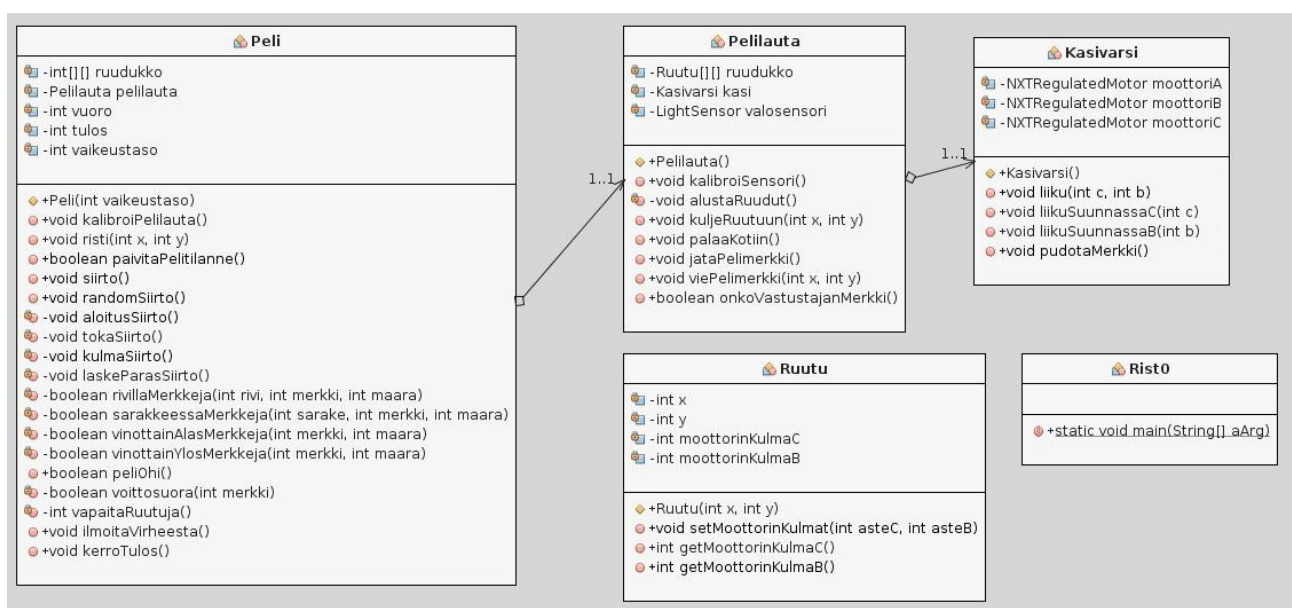 Peli
-int[][] ruudukko
-Pelilauta pelilauta
-int vuoro
-int tulos
-int vaikeustaso
+Peli(int vaikeustaso)
+void kalibroiPelilauta()
+void risti(int x, int y)
+boolean paivitaPelitilanne()
+void siirto()
+void randomSiirto()
-void aloitusSiirto()
-void tokaSiirto()
-void kulmaSiirto()
-void laskeParasSiirto()
-boolean rivillaMerkkeja(int rivi, int merkki, int maara)
-boolean sarakkeessaMerkkeja(int sarake, int merkki, int maara)
-boolean vinottainAlasMerkkeja(int merkki, int maara)
-boolean vinottainYlosMerkkeja(int merkki, int maara)
+boolean peliOhi()
-boolean voittosuora(int merkki)
-int vapaitaRuutuja()
+void ilmoitaVirheesta()
+void kerroTulos()
1..1
Pelilauta
-Ruutu[][] ruudukko
-Kasivarsi kasi
-LightSensor valosensori
+Pelilauta()
+void kalibroiSensori()
-void alustaRuudut()
+void kuljeRuutuun(int x, int y)
+void palaaKotiin()
+void jataPelimerkki()
+void viePelimerkki(int x, int y)
+boolean onkoVastustajanMerkki()
1..1
Kasivarsi
-NXTRegulatedMotor moottoriA
-NXTRegulatedMotor moottoriB
-NXTRegulatedMotor moottoriC
+Kasivarsi()
+void liiku(int c, int b)
+void liikuSuunnassaC(int c)
+void liikuSuunnassaB(int b)
+void pudotaMerkki()
Ruutu
-int x
-int y
-int moottorinKulmaC
-int moottorinKulmaB
+Ruutu(int x, int y)
+void setMoottorinKulmat(int asteC, int asteB)
+int getMoottorinKulmaC()
+int getMoottorinKulmaB()
Rist0
+static void main(String[] aArg)